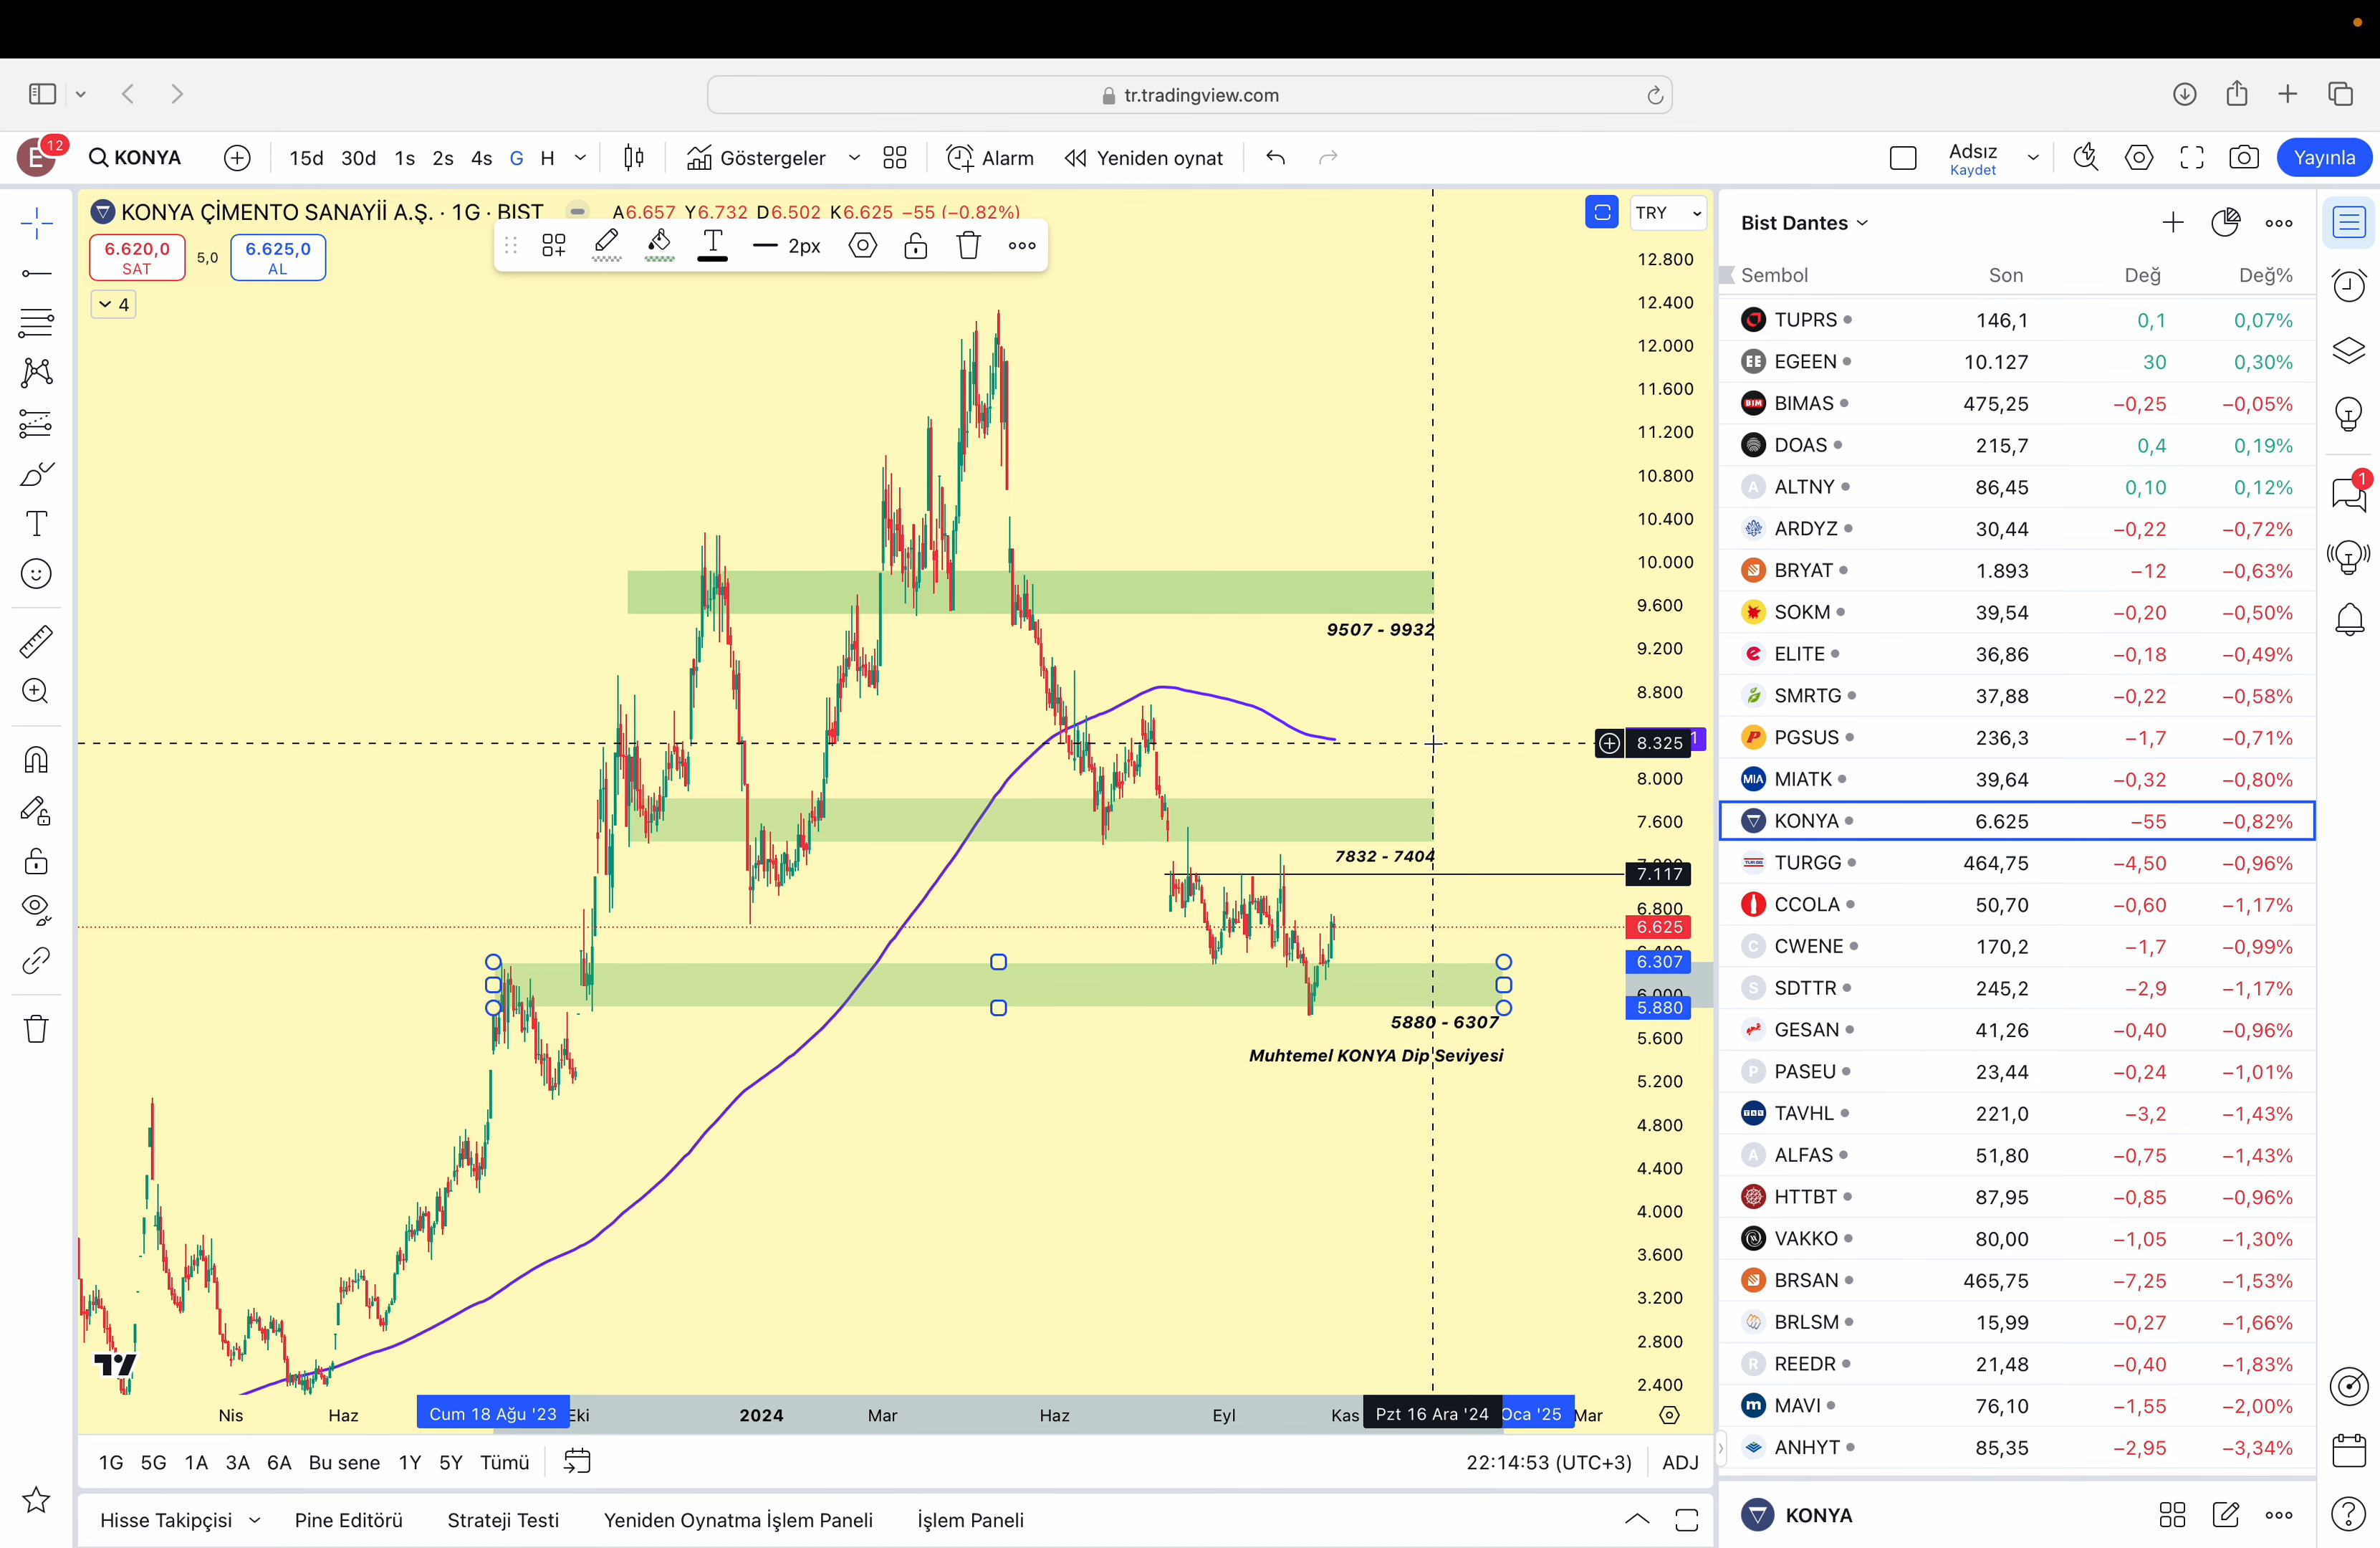 12
tr.tradingview.com
E
KONYA
15d 30d 1s 2s 4s G H
Göstergeler
Alarm
Yeniden oynat
Adsız
Kaydet
Yayınla
KONYA ÇİMENTO SANAYİİ A.Ş. · 1G · BIST
A6.657 Y6.732 D6.502 K6.625 −55 (−0.82%)
6.620,0
SAT
5,0
6.625,0
AL
2px
4
TRY
12.800
12.400
12.000
11.600
11.200
10.800
10.400
10.000
9.600
9.200
8.800
8.325
8.000
7.600
7.117
6.800
6.625
6.307
5.880
5.600
5.200
4.800
4.400
4.000
3.600
3.200
2.800
2.400
9507 - 9932
7832 - 7404
5880 - 6307
Muhtemel KONYA Dip Seviyesi
Nis
Haz
Cum 18 Ağu '23
Eki
2024
Mar
Haz
Eyl
Kas
Pzt 16 Ara '24
Oca '25
Mar
1G 5G 1A 3A 6A Bu sene 1Y 5Y Tümü
22:14:53 (UTC+3)
ADJ
Hisse Takipçisi
Pine Editörü
Strateji Testi
Yeniden Oynatma İşlem Paneli
İşlem Paneli
Bist Dantes
Sembol Son Değ Değ%
TUPRS 146,1 0,1 0,07%
EGEEN 10.127 30 0,30%
BIMAS 475,25 −0,25 −0,05%
DOAS 215,7 0,4 0,19%
ALTNY 86,45 0,10 0,12%
ARDYZ 30,44 −0,22 −0,72%
BRYAT 1.893 −12 −0,63%
SOKM 39,54 −0,20 −0,50%
ELITE 36,86 −0,18 −0,49%
SMRTG 37,88 −0,22 −0,58%
PGSUS 236,3 −1,7 −0,71%
MIATK 39,64 −0,32 −0,80%
KONYA 6.625 −55 −0,82%
TURGG 464,75 −4,50 −0,96%
CCOLA 50,70 −0,60 −1,17%
CWENE 170,2 −1,7 −0,99%
SDTTR 245,2 −2,9 −1,17%
GESAN 41,26 −0,40 −0,96%
PASEU 23,44 −0,24 −1,01%
TAVHL 221,0 −3,2 −1,43%
ALFAS 51,80 −0,75 −1,43%
HTTBT 87,95 −0,85 −0,96%
VAKKO 80,00 −1,05 −1,30%
BRSAN 465,75 −7,25 −1,53%
BRLSM 15,99 −0,27 −1,66%
REEDR 21,48 −0,40 −1,83%
MAVI 76,10 −1,55 −2,00%
ANHYT 85,35 −2,95 −3,34%
KONYA
1